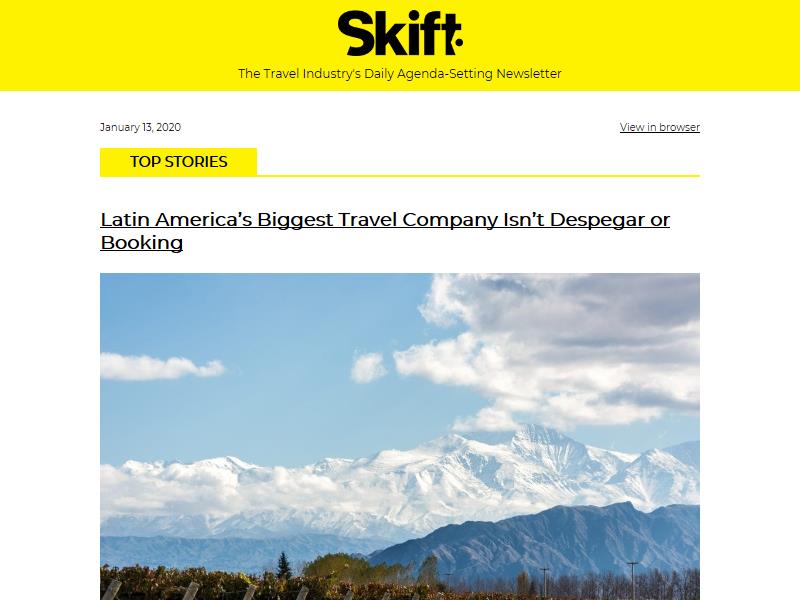 Skift
The Travel Industry's Daily Agenda-Setting Newsletter
January 13, 2020
View in browser
TOP STORIES
Latin America’s Biggest Travel Company Isn’t Despegar or
Booking